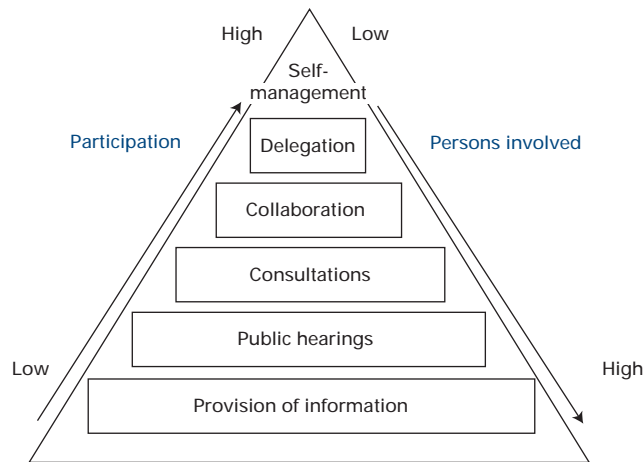 High
Low
Self-
management
Participation
Persons involved
Delegation
Collaboration
Consultations
Public hearings
Low
High
Provision of information